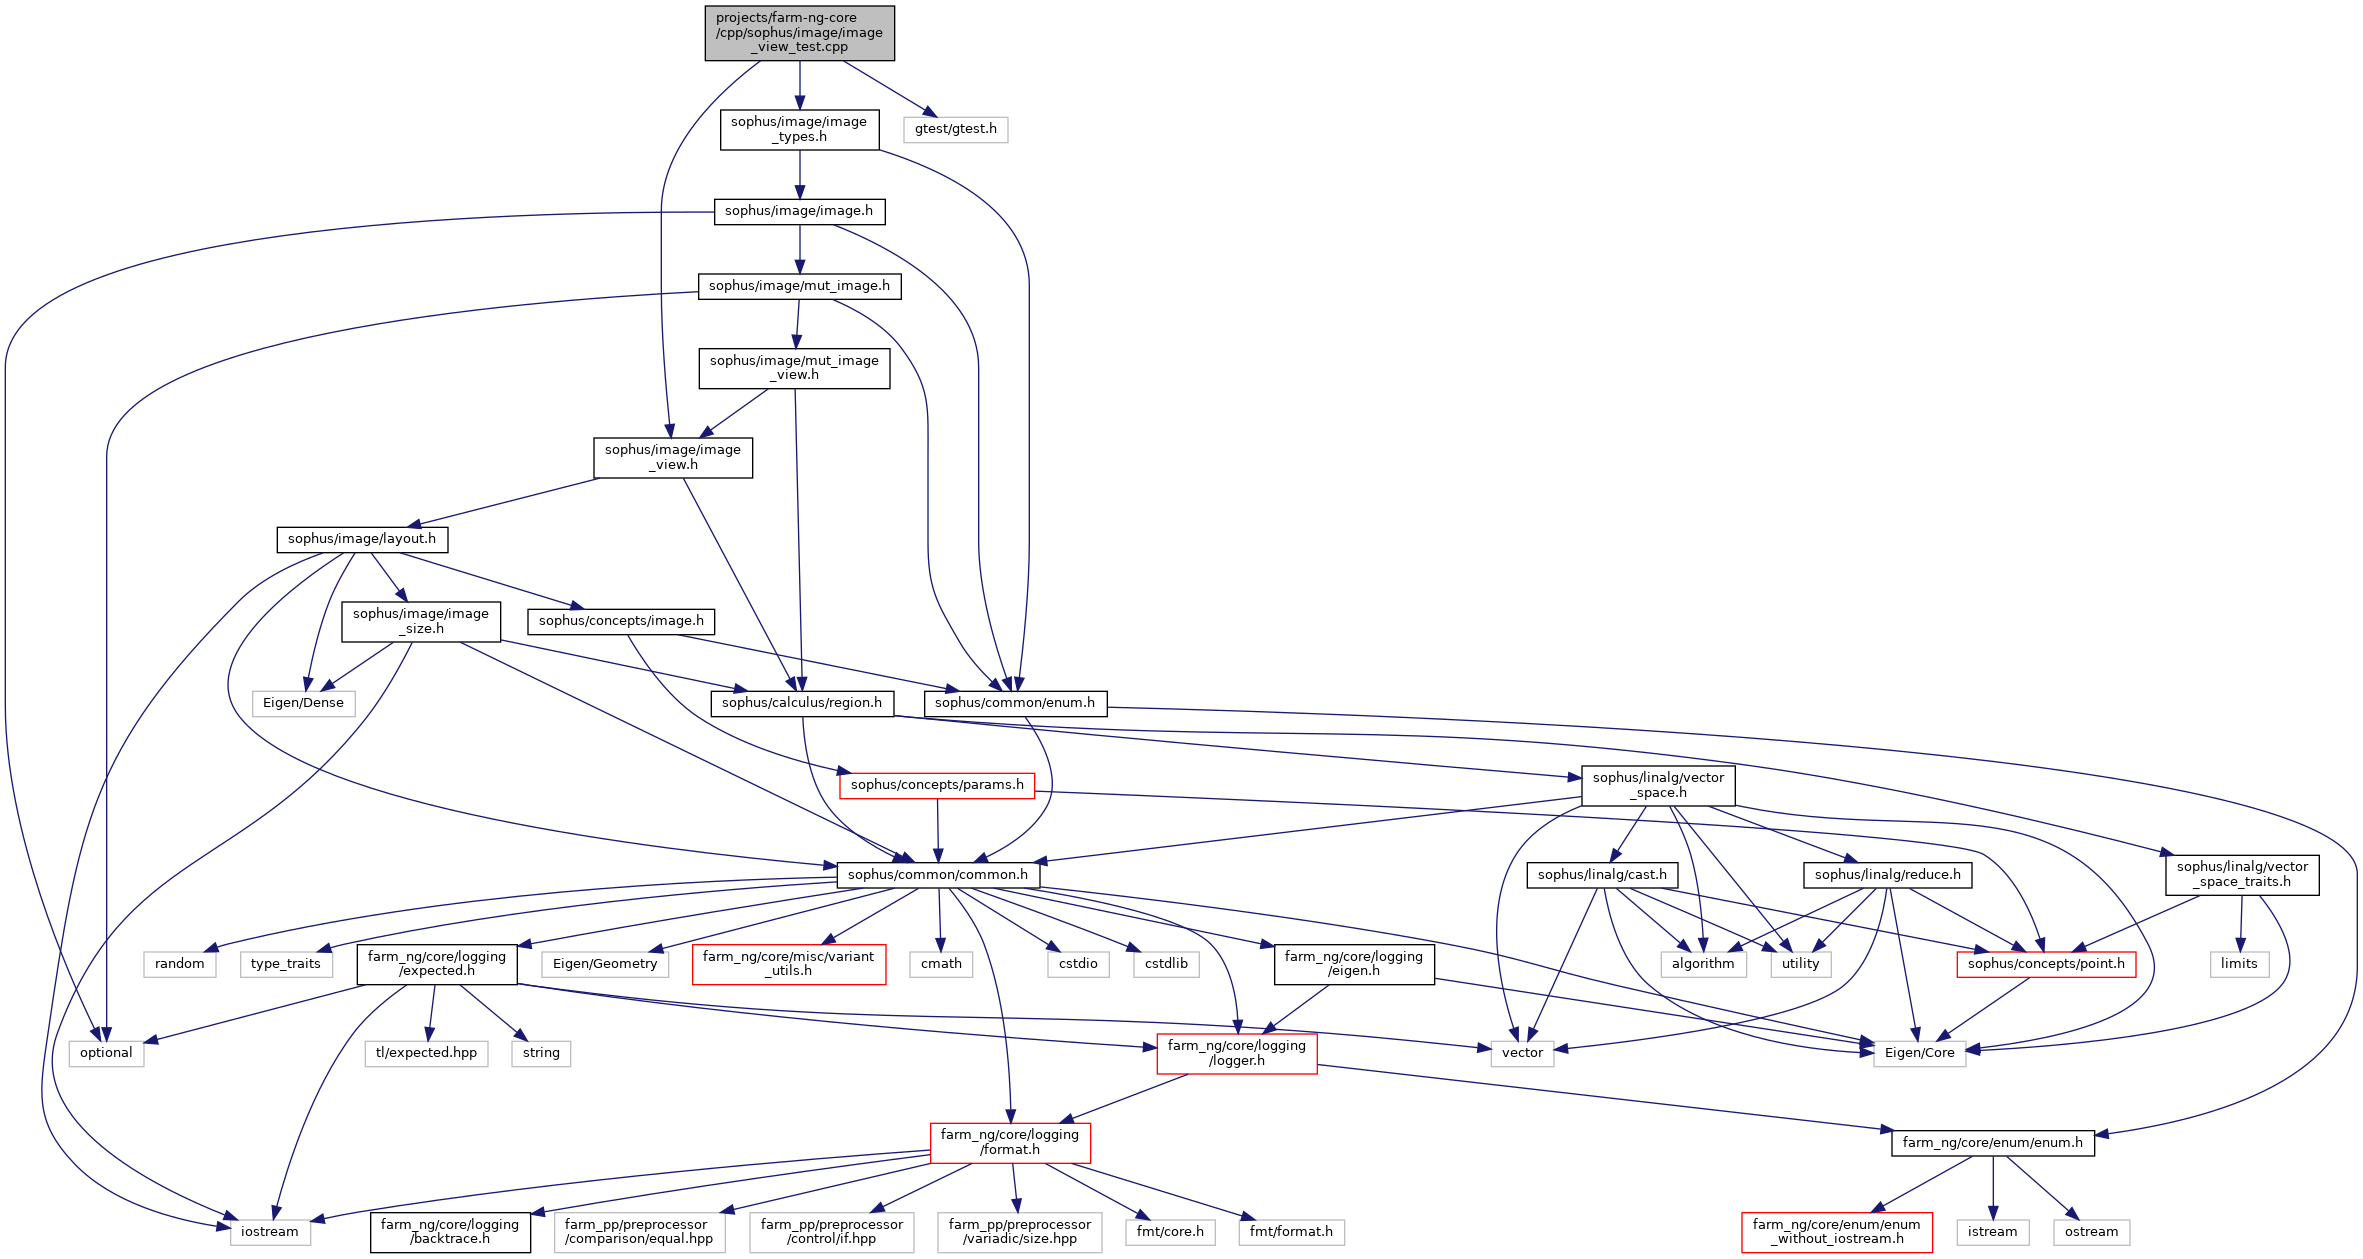 projects/farm-ng-core
/cpp/sophus/image/image
_view_test.cpp
sophus/image/image
_types.h
gtest/gtest.h
sophus/image/image.h
sophus/image/mut_image.h
sophus/image/mut_image
_view.h
sophus/image/image
_view.h
sophus/image/layout.h
sophus/image/image
_size.h
sophus/concepts/image.h
Eigen/Dense
sophus/calculus/region.h
sophus/common/enum.h
sophus/concepts/params.h
sophus/linalg/vector
_space.h
sophus/common/common.h
sophus/linalg/cast.h
sophus/linalg/reduce.h
sophus/linalg/vector
_space_traits.h
random
type_traits
farm_ng/core/logging
/expected.h
Eigen/Geometry
farm_ng/core/misc/variant
_utils.h
cmath
cstdio
cstdlib
farm_ng/core/logging
/eigen.h
algorithm
utility
sophus/concepts/point.h
limits
optional
tl/expected.hpp
string
farm_ng/core/logging
/logger.h
vector
Eigen/Core
farm_ng/core/logging
/format.h
farm_ng/core/enum/enum.h
iostream
farm_ng/core/logging
/backtrace.h
farm_pp/preprocessor
/comparison/equal.hpp
farm_pp/preprocessor
/control/if.hpp
farm_pp/preprocessor
/variadic/size.hpp
fmt/core.h
fmt/format.h
farm_ng/core/enum/enum
_without_iostream.h
istream
ostream